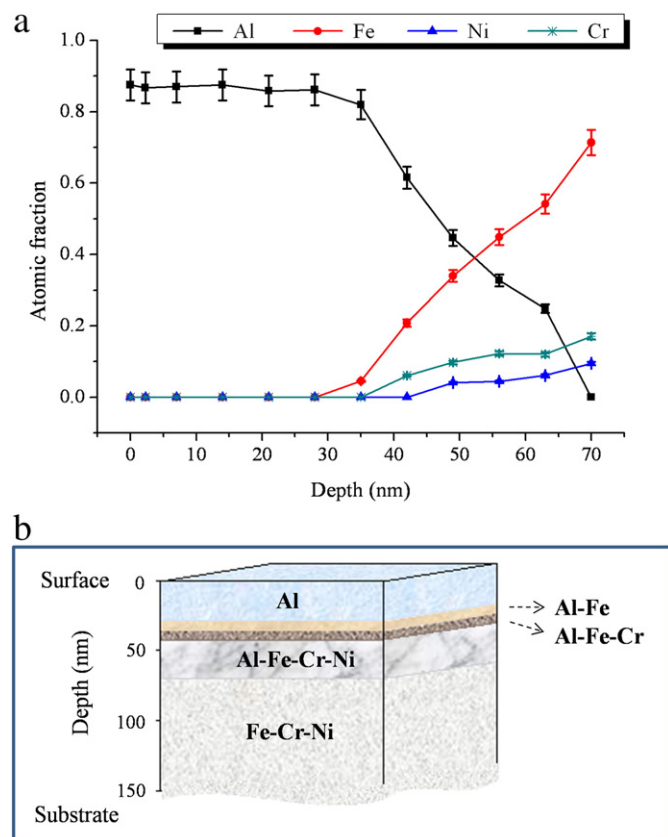 a
Al Fe Ni Cr
1.0
0.8
0.6
0.4
0.2
0.0
Atomic fraction
0 10 20 30 40 50 60 70
Depth (nm)
b
Surface
0
50
100
150
Depth (nm)
Substrate
Al
Al-Fe
Al-Fe-Cr
Al-Fe-Cr-Ni
Fe-Cr-Ni